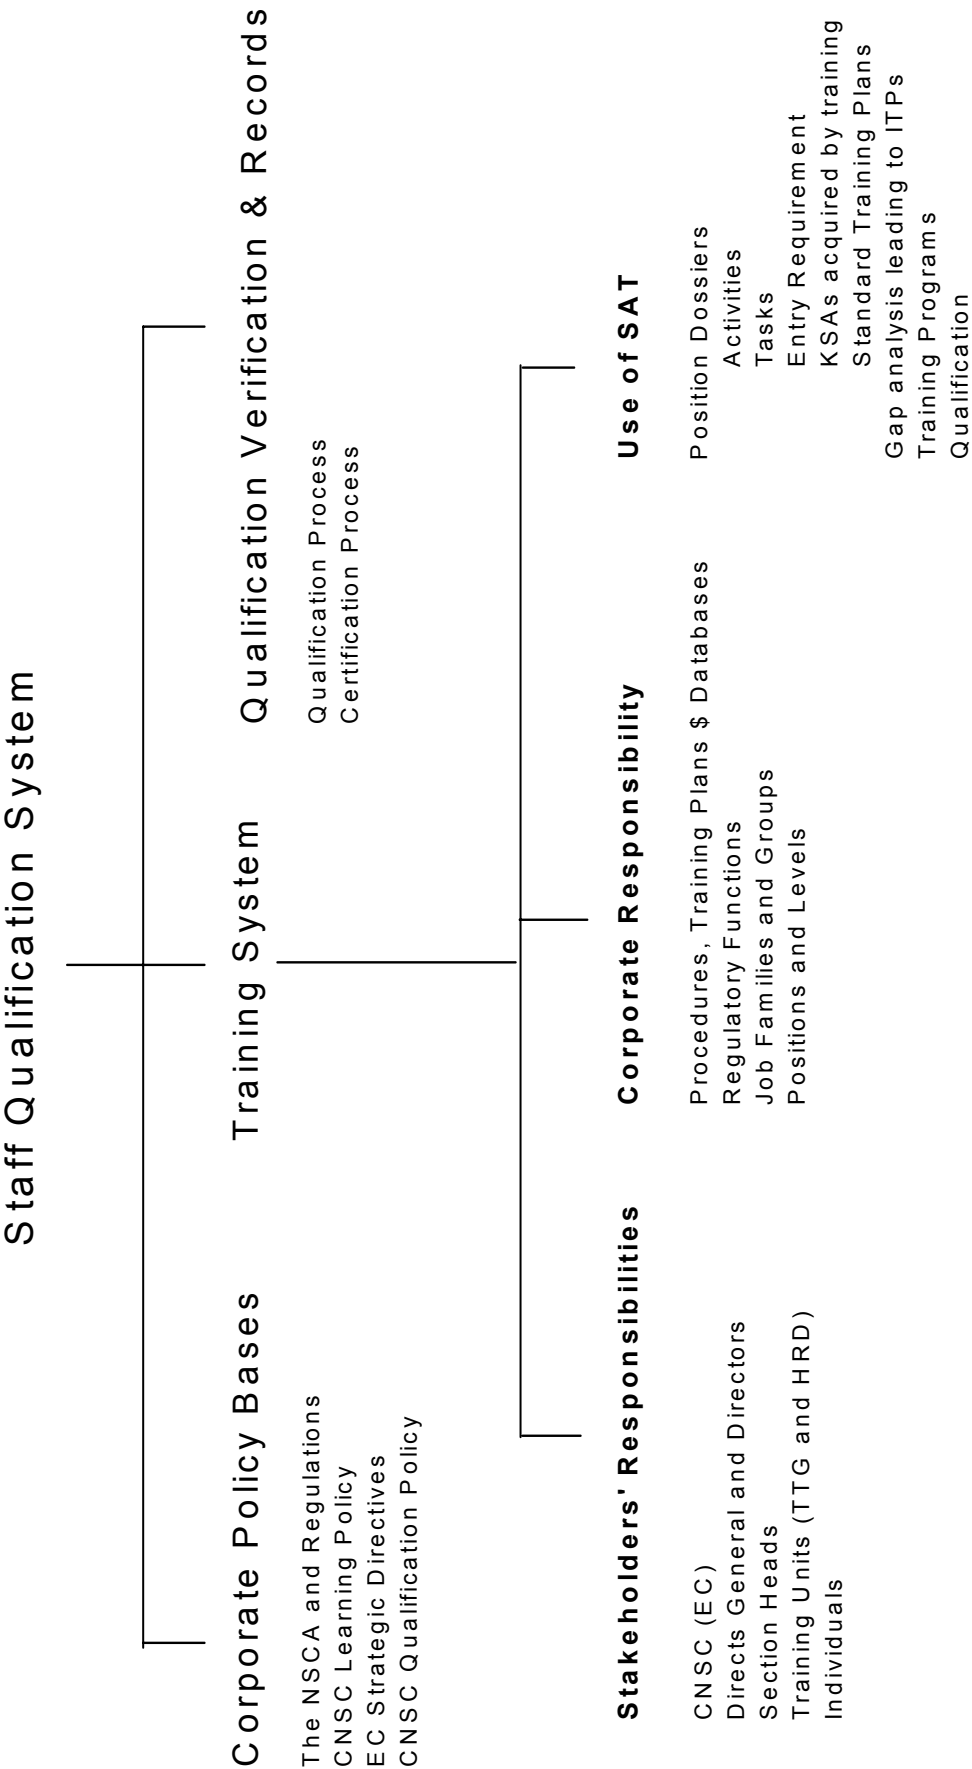 Staff Qualification System
Corporate Policy Bases
The NSCA and Regulations
CNSC Learning Policy
EC Strategic Directives
CNSC Qualification Policy
Training System
Qualification Verification & Records
Qualification Process
Certification Process
Stakeholders' Responsibilities
CNSC (EC)
Directs General and Directors
Section Heads
Training Units (TTG and HRD)
Individuals
Corporate Responsibility
Procedures, Training Plans $ Databases
Regulatory Functions
Job Families and Groups
Positions and Levels
Use of SAT
Position Dossiers
Activities
Tasks
Entry Requirement
KSAs acquired by training
Standard Training Plans
Gap analysis leading to ITPs
Training Programs
Qualification